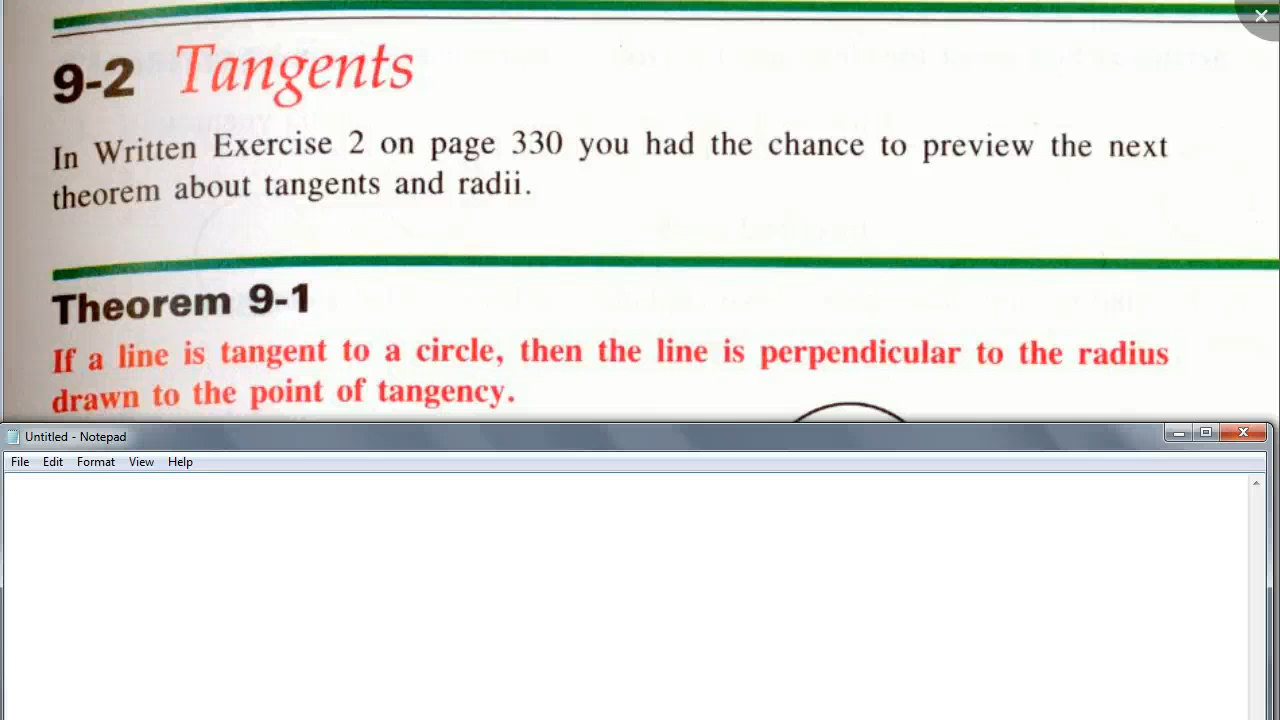 9-2 Tangents
In Written Exercise 2 on page 330 you had the chance to preview the next
theorem about tangents and radii.
Theorem 9-1
If a line is tangent to a circle, then the line is perpendicular to the radius
drawn to the point of tangency.
Untitled - Notepad
File Edit Format View Help